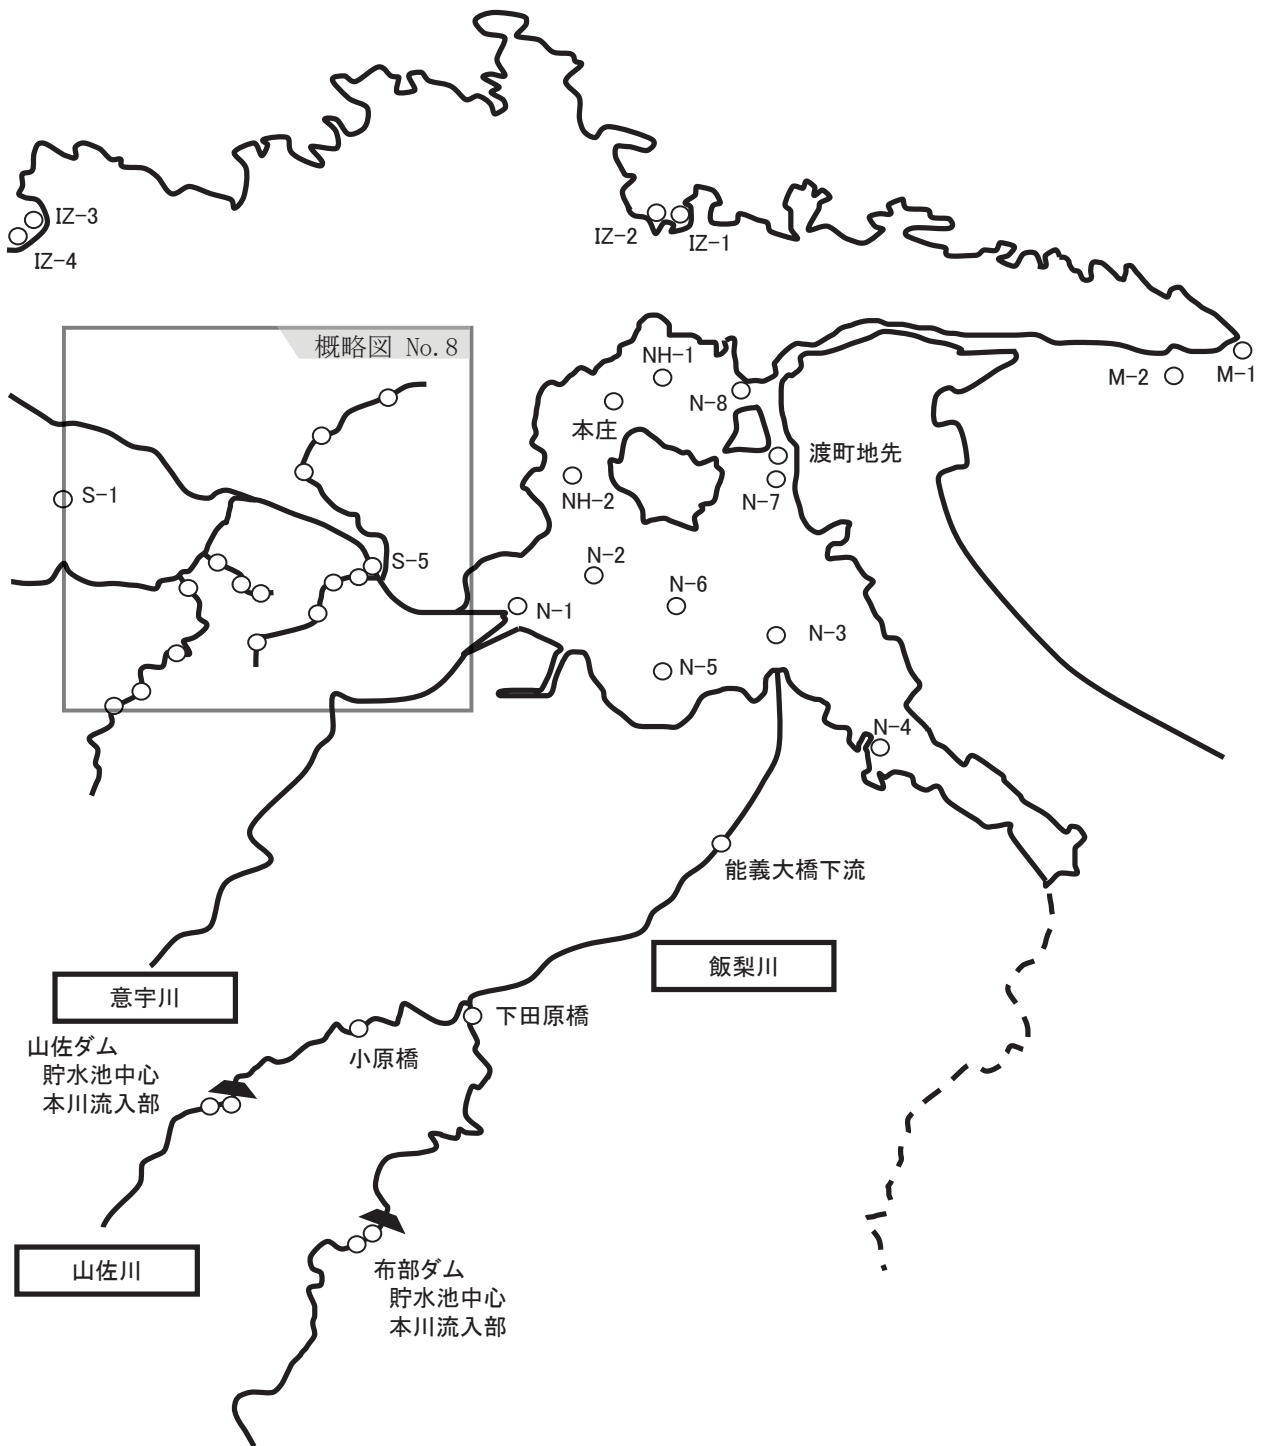 IZ-3
IZ-4
IZ-2
IZ-1
概略図 No.8
NH-1
N-8
M-2
M-1
本庄
渡町地先
S-1
NH-2
N-7
S-5
N-2
N-6
N-1
N-3
N-5
N-4
能義大橋下流
飯梨川
意宇川
下田原橋
小原橋
山佐ダム
貯水池中心
本川流入部
山佐川
布部ダム
貯水池中心
本川流入部